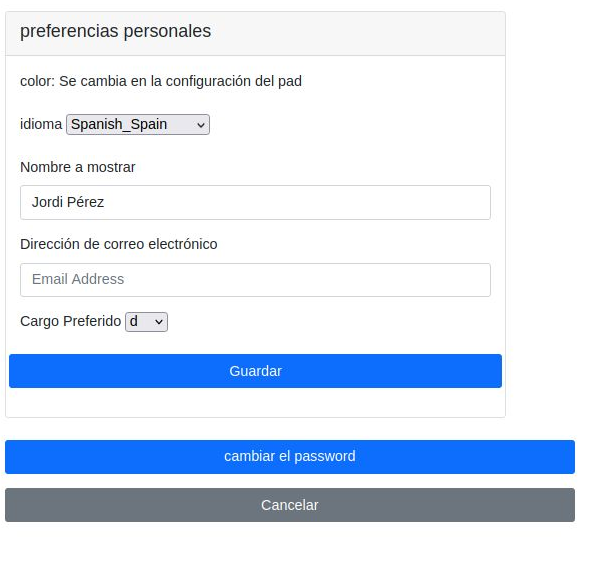 preferencias personales
color: Se cambia en la configuración del pad
idioma Spanish_Spain
Nombre a mostrar
Jordi Pérez
Dirección de correo electrónico
Email Address
Cargo Preferido d
Guardar
cambiar el password
Cancelar